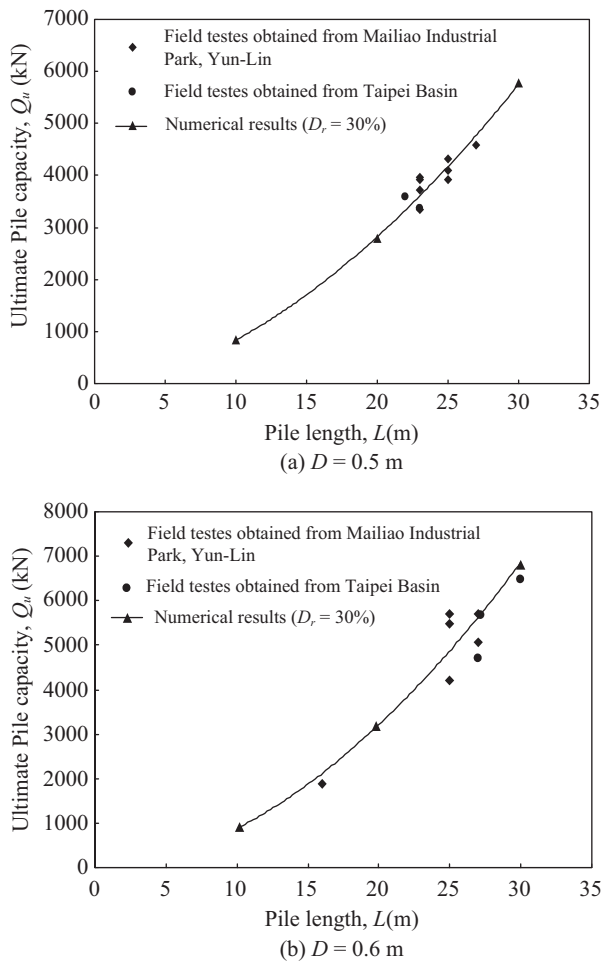 7000
6000
5000
4000
3000
2000
1000
0
Ultimate Pile capacity, Qu (kN)
Field testes obtained from Mailiao Industrial
Park, Yun-Lin
Field testes obtained from Taipei Basin
Numerical results (Dr = 30%)
0 5 10 15 20 25 30 35
Pile length, L(m)
(a) D = 0.5 m
8000
7000
6000
5000
4000
3000
2000
1000
0
Ultimate Pile capacity, Qu (kN)
Field testes obtained from Mailiao Industrial
Park, Yun-Lin
Field testes obtained from Taipei Basin
Numerical results (Dr = 30%)
0 5 10 15 20 25 30 35
Pile length, L(m)
(b) D = 0.6 m